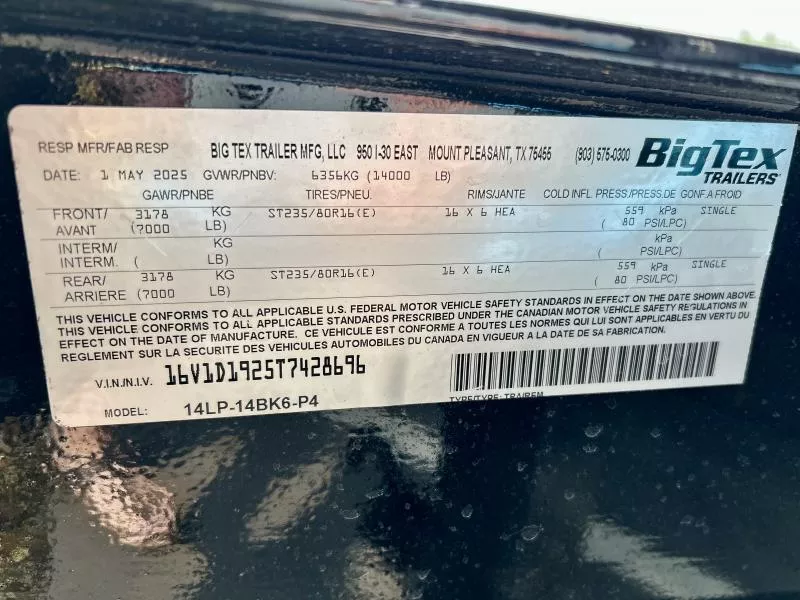 RESP MFR/FAB RESP BIG TEX TRAILER MFG, LLC 950 I-30 EAST MOUNT PLEASANT, TX 75455 (903) 575-0300 BigTex TRAILERS
DATE: 1 MAY 2025 GVWR/PNBV: 6356KG (14000 LB)
GAWR/PNBE TIRES/PNEU. RIMS/JANTE COLD INFL. PRESS./PRESS.DE GONF.A FROID
FRONT/ 3178 KG ST235/80R16(E) 16 X 6 HEA 559 kPa SINGLE
AVANT (7000 LB) ( 80 PSI/LPC)
INTERM/ KG kPa
INTERM. ( LB) ( PSI/LPC)
REAR/ 3178 KG ST235/80R16(E) 16 X 6 HEA 559 kPa SINGLE
ARRIERE (7000 LB) ( 80 PSI/LPC)
THIS VEHICLE CONFORMS TO ALL APPLICABLE U.S. FEDERAL MOTOR VEHICLE SAFETY STANDARDS IN EFFECT ON THE DATE SHOWN ABOVE.
THIS VEHICLE CONFORMS TO ALL APPLICABLE STANDARDS PRESCRIBED UNDER THE CANADIAN MOTOR VEHICLE SAFETY REGULATIONS IN
EFFECT ON THE DATE OF MANUFACTURE. CE VEHICULE EST CONFORME A TOUTES LES NORMES QUI LUI SONT APPLICABLES EN VERTU DU
REGLEMENT SUR LA SECURITE DES VEHICULES AUTOMOBILES DU CANADA EN VIGUEUR A LA DATE DE SA FABRICATION.
V.I.N./N.I.V. 16V1D1925T7428696
MODEL: 14LP-14BK6-P4 TYPE/TYPE: TRA/REM